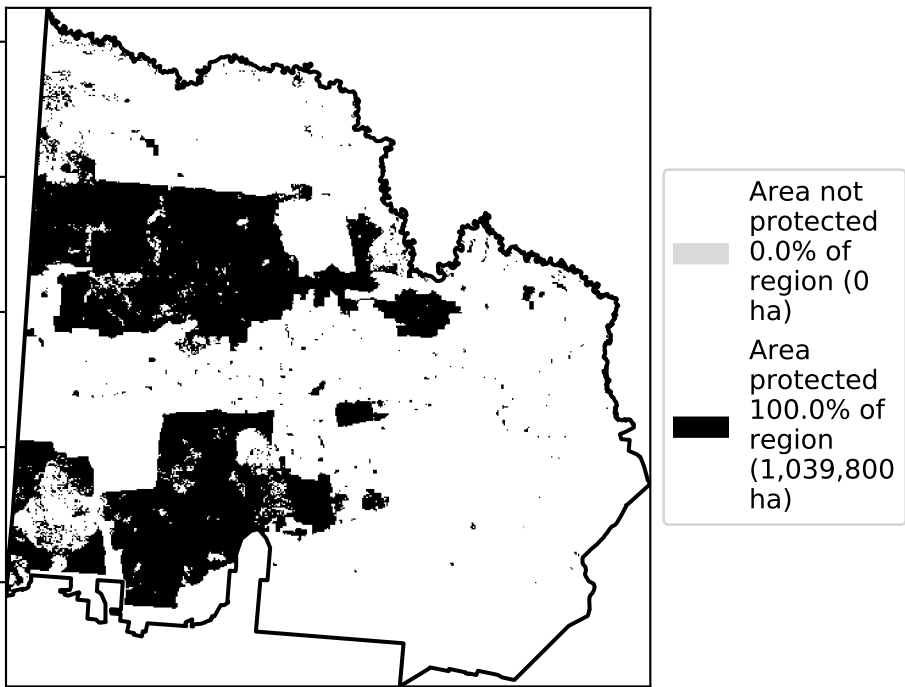 Area not
protected
0.0% of
region (0
ha)
Area
protected
100.0% of
region
(1,039,800
ha)